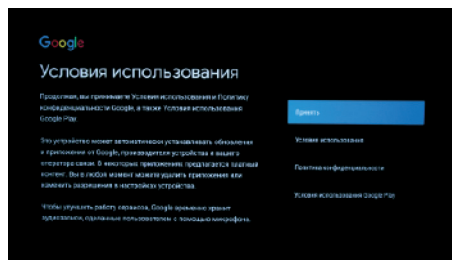 Google
Условия использования
Продолжая, вы принимаете Условия использования и Политику
конфиденциальности Google, а также Условия использования
Google Play.
Это устройство может автоматически устанавливать обновления
и приложения от Google, производителя устройства и вашего
оператора связи. В некоторых приложениях предлагается платный
контент. Вы в любой момент можете удалить приложения или
изменить разрешения в настройках устройства.
Чтобы улучшить работу сервисов, Google временно хранит
аудиозаписи, сделанные пользователем с помощью микрофона.
Принять
Условия использования
Политика конфиденциальности
Условия использования Google Play